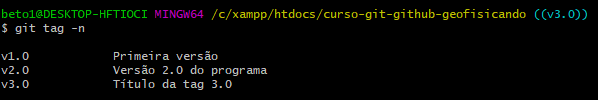 beto1@DESKTOP-HFTIOCI MINGW64 /c/xampp/htdocs/curso-git-github-geofisicando ((v3.0))
$ git tag -n
v1.0 Primeira versão
v2.0 Versão 2.0 do programa
v3.0 Título da tag 3.0